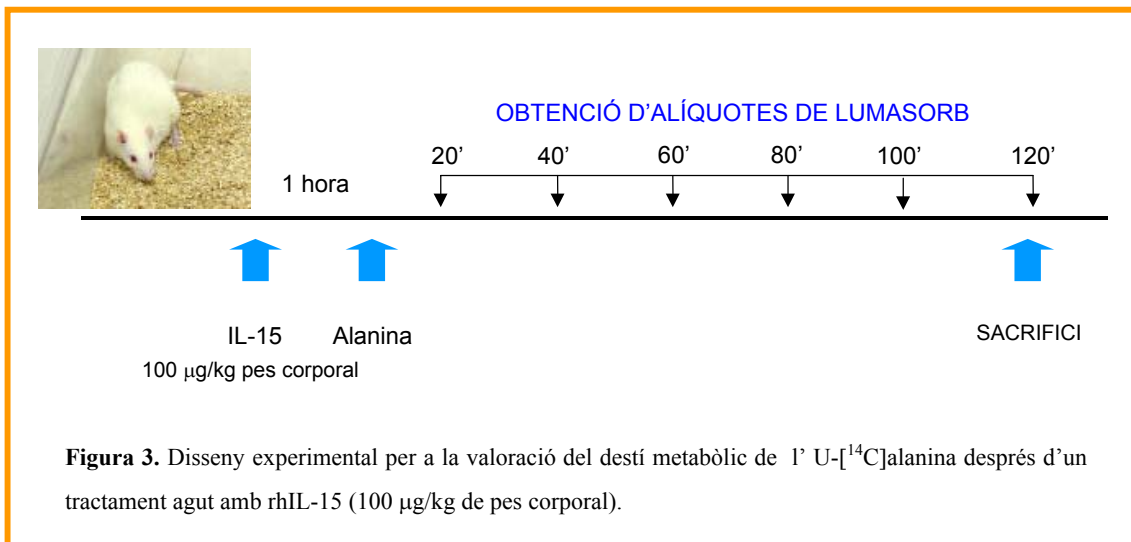 OBTENCIÓ D'ALÍQUOTES DE LUMASORB
20' 40' 60' 80' 100' 120'
1 hora
IL-15 Alanina SACRIFICI
100 μg/kg pes corporal
Figura 3. Disseny experimental per a la valoració del destí metabòlic de l' U-[¹⁴C]alanina després d'un
tractament agut amb rhIL-15 (100 μg/kg de pes corporal).